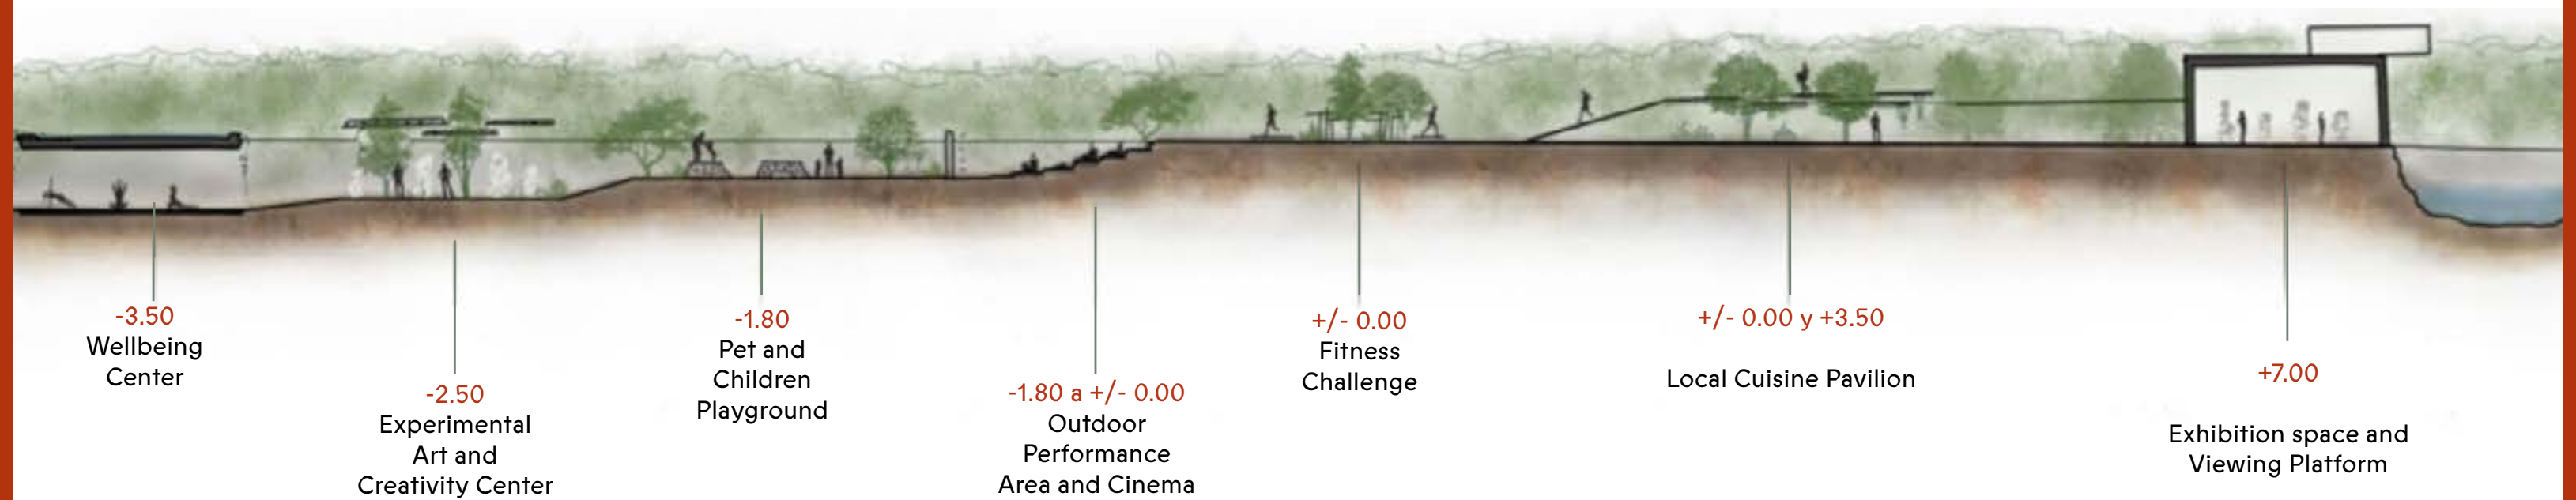 -3.50
Wellbeing
Center
-2.50
Experimental
Art and
Creativity Center
-1.80
Pet and
Children
Playground
-1.80 a +/- 0.00
Outdoor
Performance
Area and Cinema
+/- 0.00
Fitness
Challenge
+/- 0.00 y +3.50
Local Cuisine Pavilion
+7.00
Exhibition space and
Viewing Platform